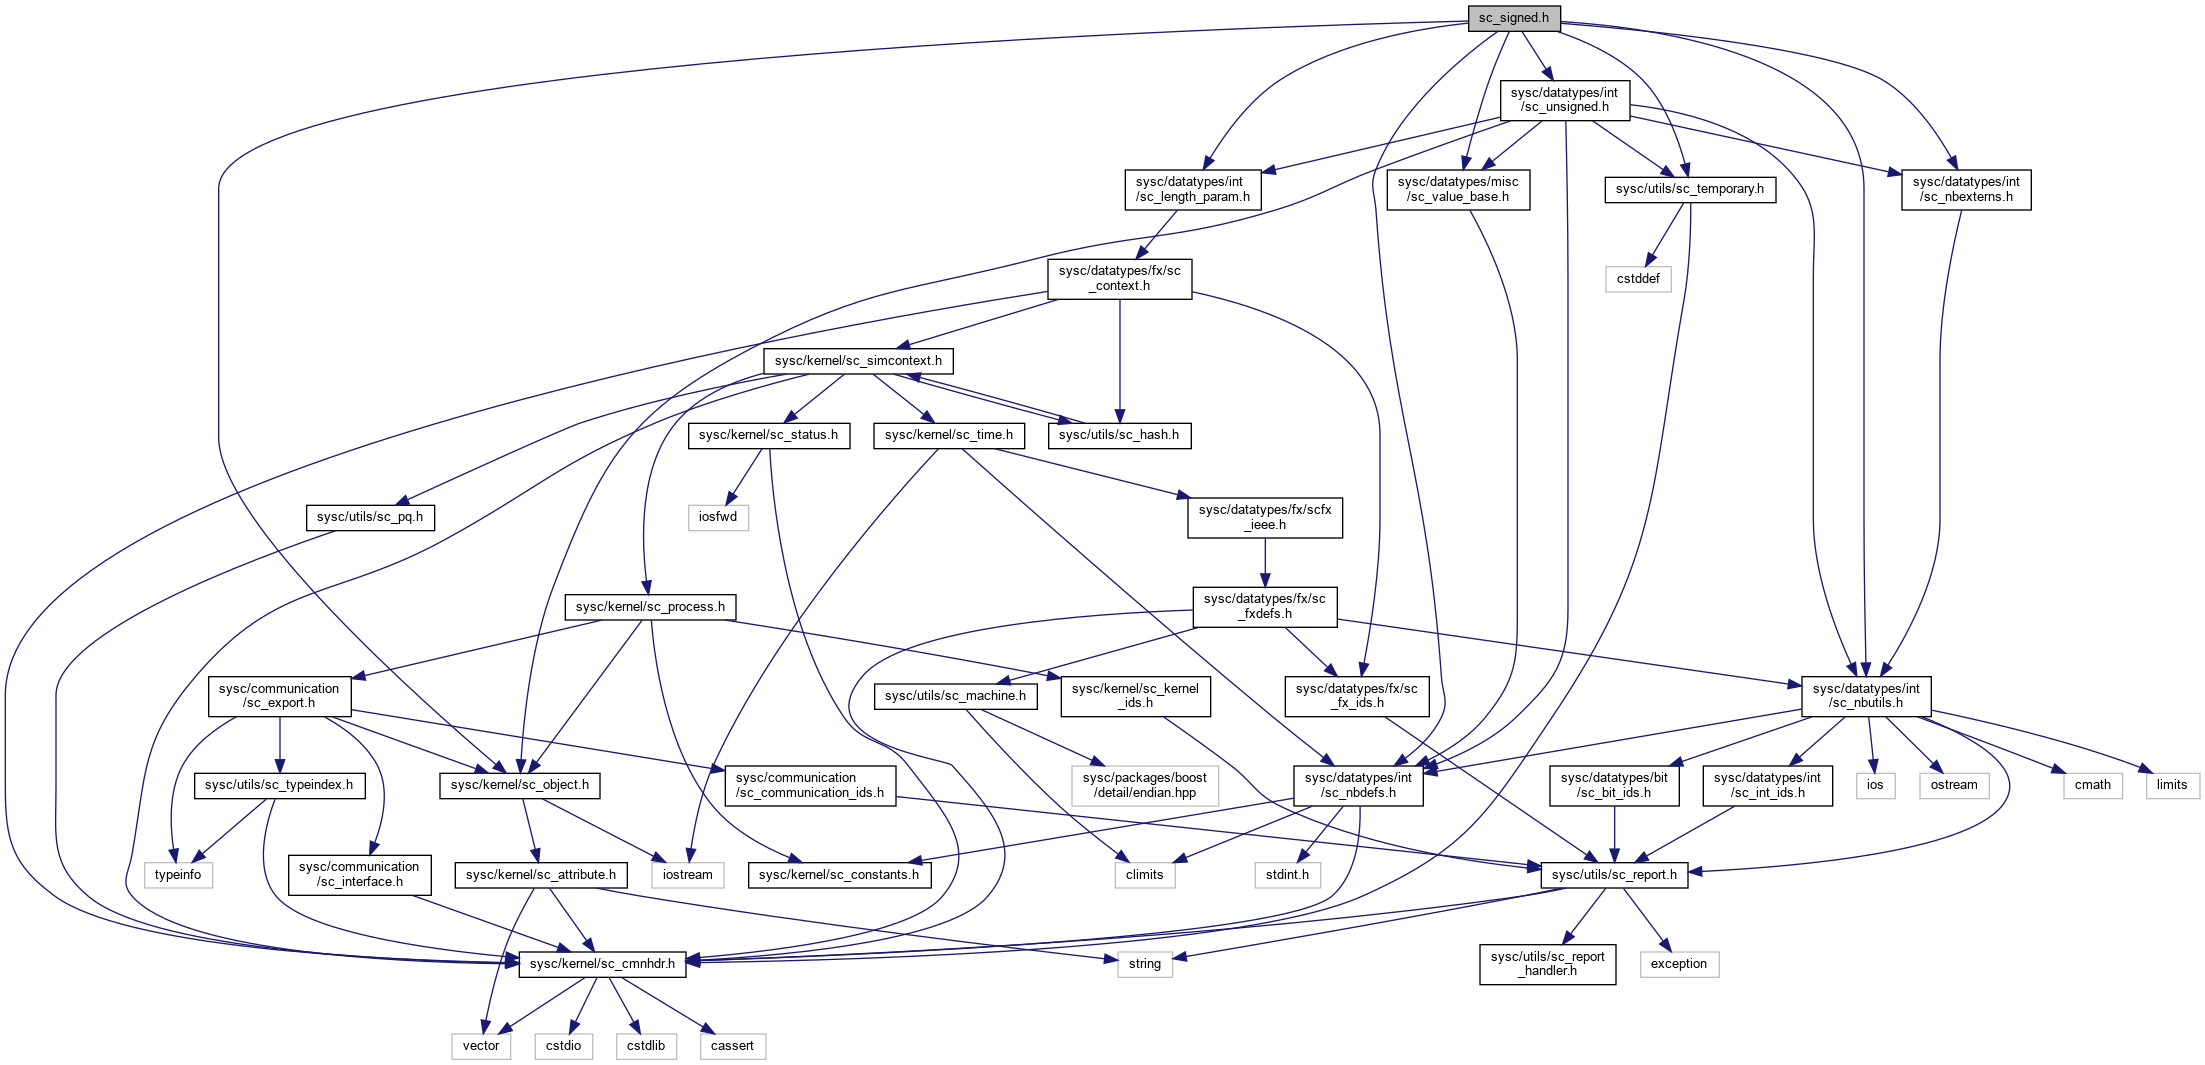 sc_signed.h
sysc/datatypes/int
/sc_unsigned.h
sysc/datatypes/int
/sc_length_param.h
sysc/datatypes/misc
/sc_value_base.h
sysc/utils/sc_temporary.h
sysc/datatypes/int
/sc_nbexterns.h
sysc/datatypes/fx/sc
_context.h
cstddef
sysc/kernel/sc_simcontext.h
sysc/kernel/sc_status.h
sysc/kernel/sc_time.h
sysc/utils/sc_hash.h
sysc/utils/sc_pq.h
iosfwd
sysc/datatypes/fx/scfx
_ieee.h
sysc/kernel/sc_process.h
sysc/datatypes/fx/sc
_fxdefs.h
sysc/communication
/sc_export.h
sysc/utils/sc_machine.h
sysc/kernel/sc_kernel
_ids.h
sysc/datatypes/fx/sc
_fx_ids.h
sysc/datatypes/int
/sc_nbutils.h
sysc/utils/sc_typeindex.h
sysc/kernel/sc_object.h
sysc/communication
/sc_communication_ids.h
sysc/packages/boost
/detail/endian.hpp
sysc/datatypes/int
/sc_nbdefs.h
sysc/datatypes/bit
/sc_bit_ids.h
sysc/datatypes/int
/sc_int_ids.h
ios
ostream
cmath
limits
typeinfo
sysc/communication
/sc_interface.h
sysc/kernel/sc_attribute.h
iostream
sysc/kernel/sc_constants.h
climits
stdint.h
sysc/utils/sc_report.h
sysc/kernel/sc_cmnhdr.h
string
sysc/utils/sc_report
_handler.h
exception
vector
cstdio
cstdlib
cassert